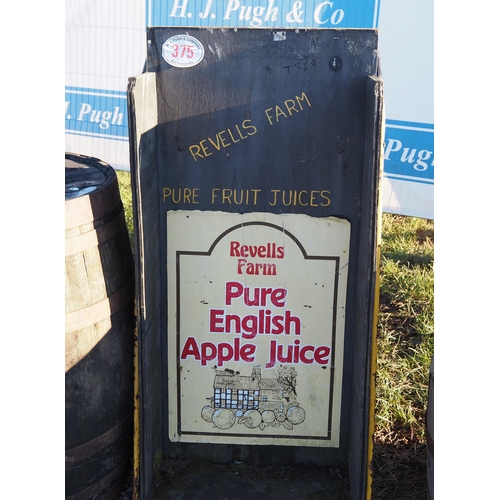 H. J. Pugh & Co
375
H. J. Pugh &
Pugh
REVELLS FARM
PURE FRUIT JUICES
Revells
Farm
Pure
English
Apple Juice